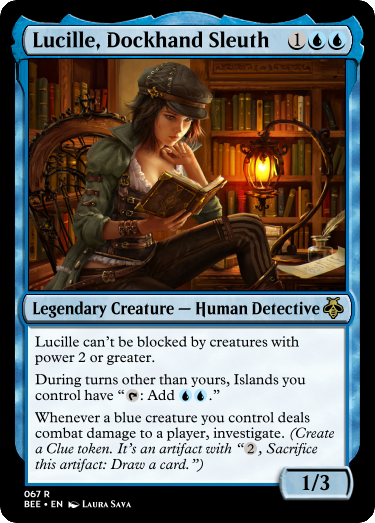 Lucille, Dockhand Sleuth 1
Legendary Creature — Human Detective
Lucille can't be blocked by creatures with
power 2 or greater.
During turns other than yours, Islands you
control have “: Add .”
Whenever a blue creature you control deals
combat damage to a player, investigate. (Create
a Clue token. It's an artifact with “2, Sacrifice
this artifact: Draw a card.”)
1/3
067 R
BEE • EN Laura Sava